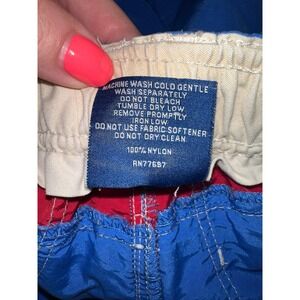 MACHINE WASH COLD GENTLE
WASH SEPARATELY
DO NOT BLEACH
TUMBLE DRY LOW
REMOVE PROMPTLY
IRON LOW
DO NOT USE FABRIC SOFTENER
DO NOT DRY CLEAN
100% NYLON
RN77697